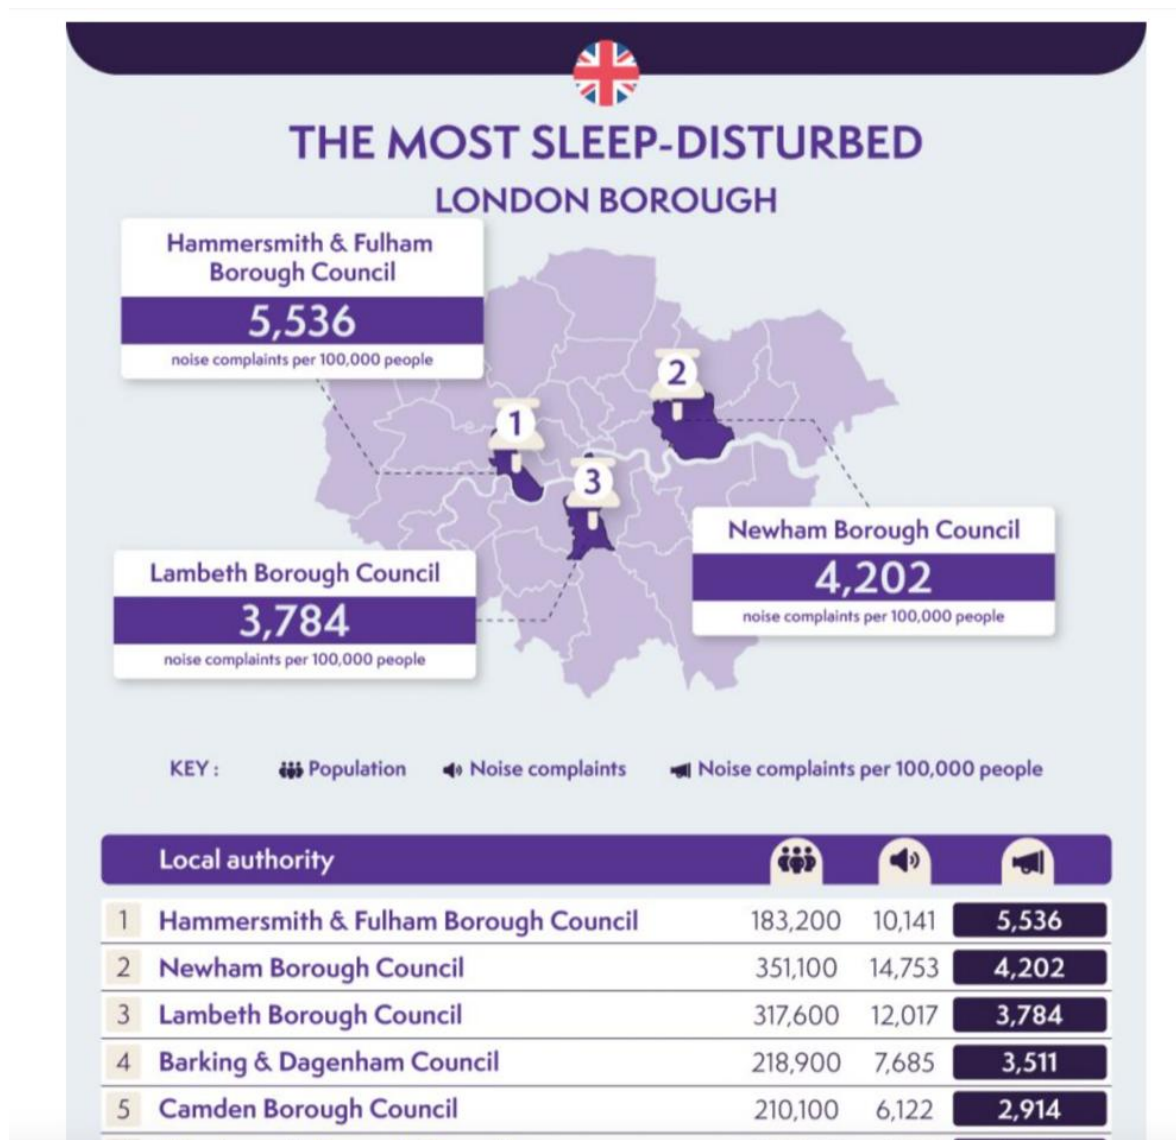 THE MOST SLEEP-DISTURBED
LONDON BOROUGH
Hammersmith & Fulham
Borough Council
5,536
noise complaints per 100,000 people
1
2
3
Newham Borough Council
4,202
noise complaints per 100,000 people
Lambeth Borough Council
3,784
noise complaints per 100,000 people
KEY : Population Noise complaints Noise complaints per 100,000 people
Local authority
1 Hammersmith & Fulham Borough Council 183,200 10,141 5,536
2 Newham Borough Council 351,100 14,753 4,202
3 Lambeth Borough Council 317,600 12,017 3,784
4 Barking & Dagenham Council 218,900 7,685 3,511
5 Camden Borough Council 210,100 6,122 2,914